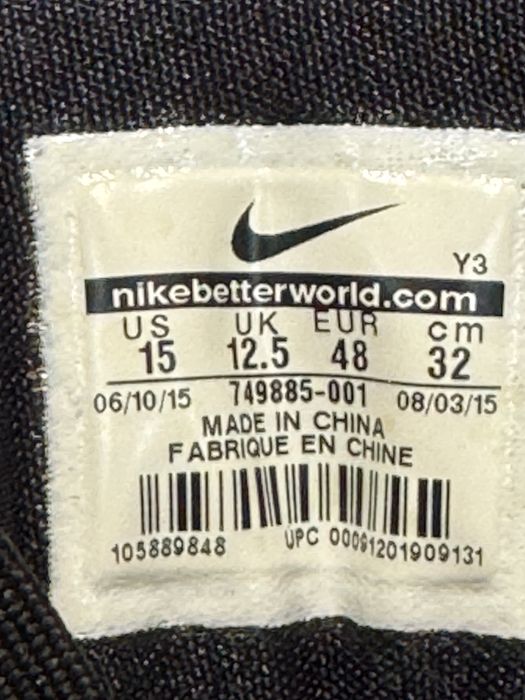 Y3
nikebetterworld.com
US UK EUR cm
15 12.5 48 32
06/10/15 749885-001 08/03/15
MADE IN CHINA
FABRIQUE EN CHINE
105889848 UPC 00091201909131